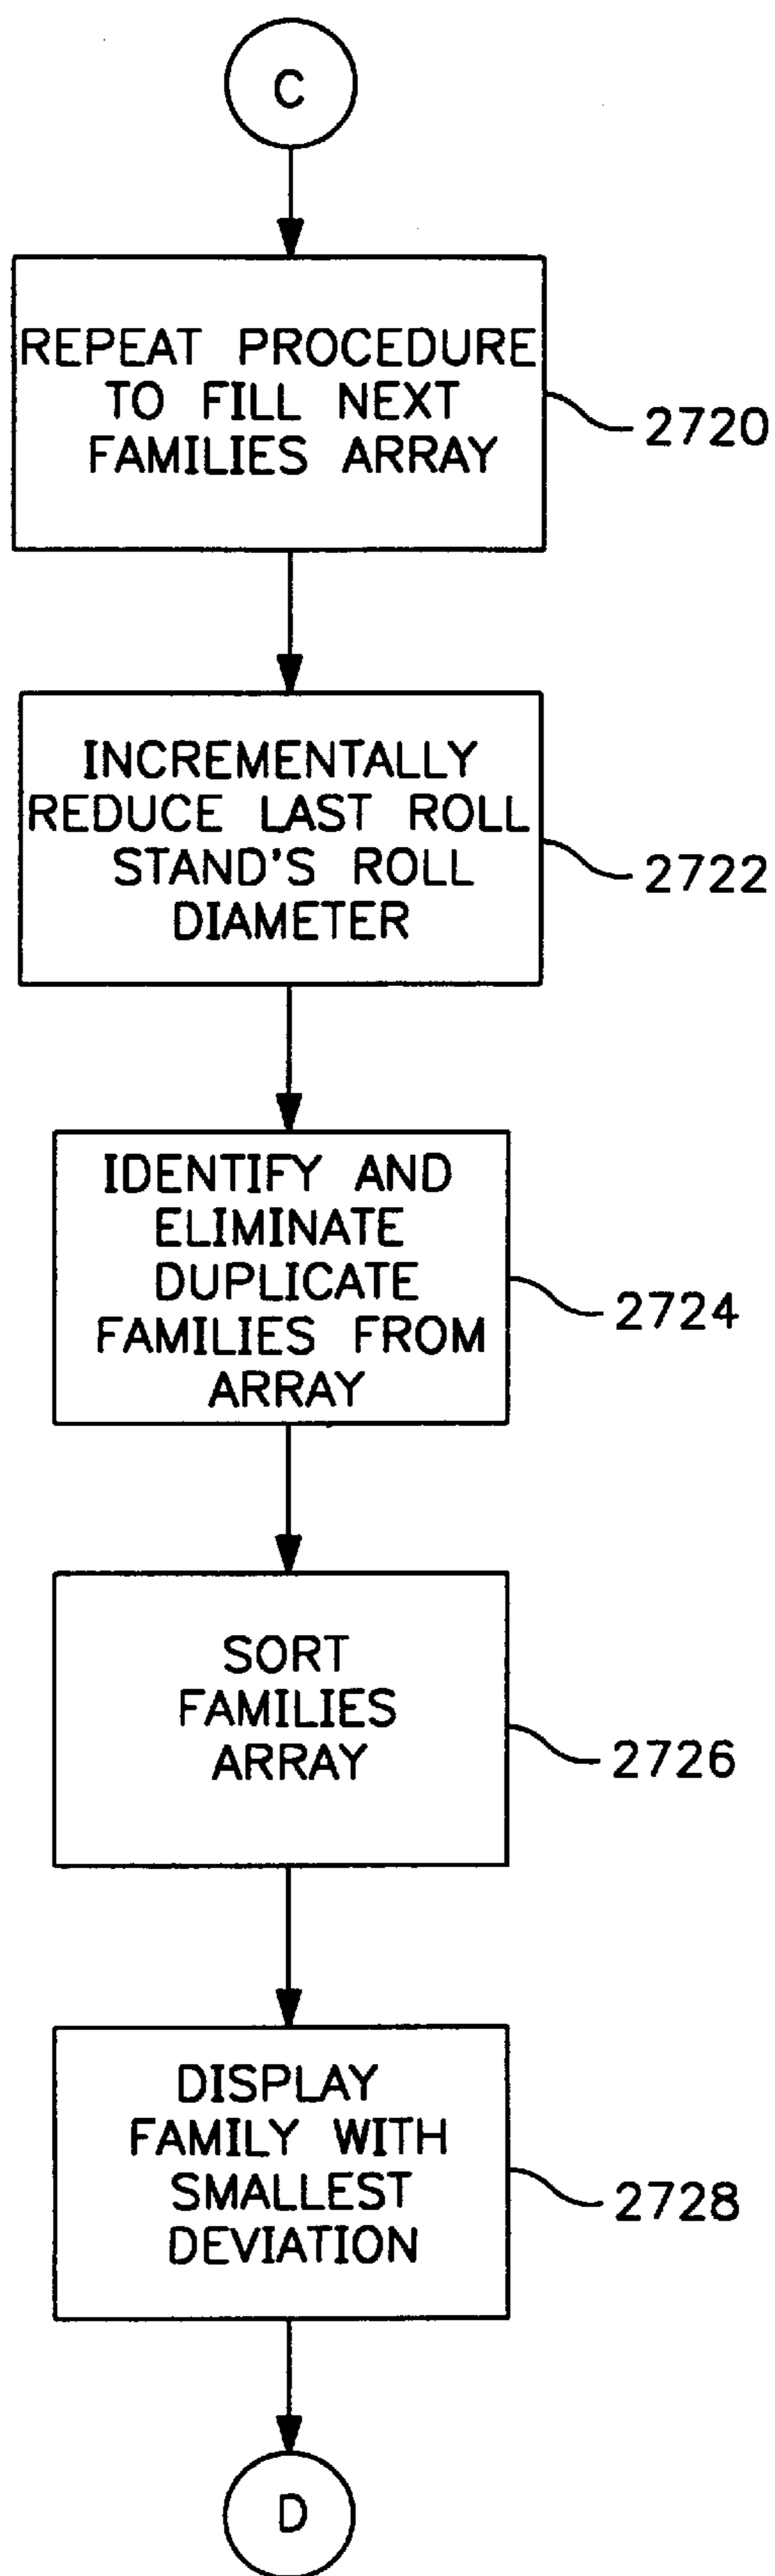 C
REPEAT PROCEDURE
TO FILL NEXT
FAMILIES ARRAY
2720
INCREMENTALLY
REDUCE LAST ROLL
STAND'S ROLL
DIAMETER
2722
IDENTIFY AND
ELIMINATE
DUPLICATE
FAMILIES FROM
ARRAY
2724
SORT
FAMILIES
ARRAY
2726
DISPLAY
FAMILY WITH
SMALLEST
DEVIATION
2728
D